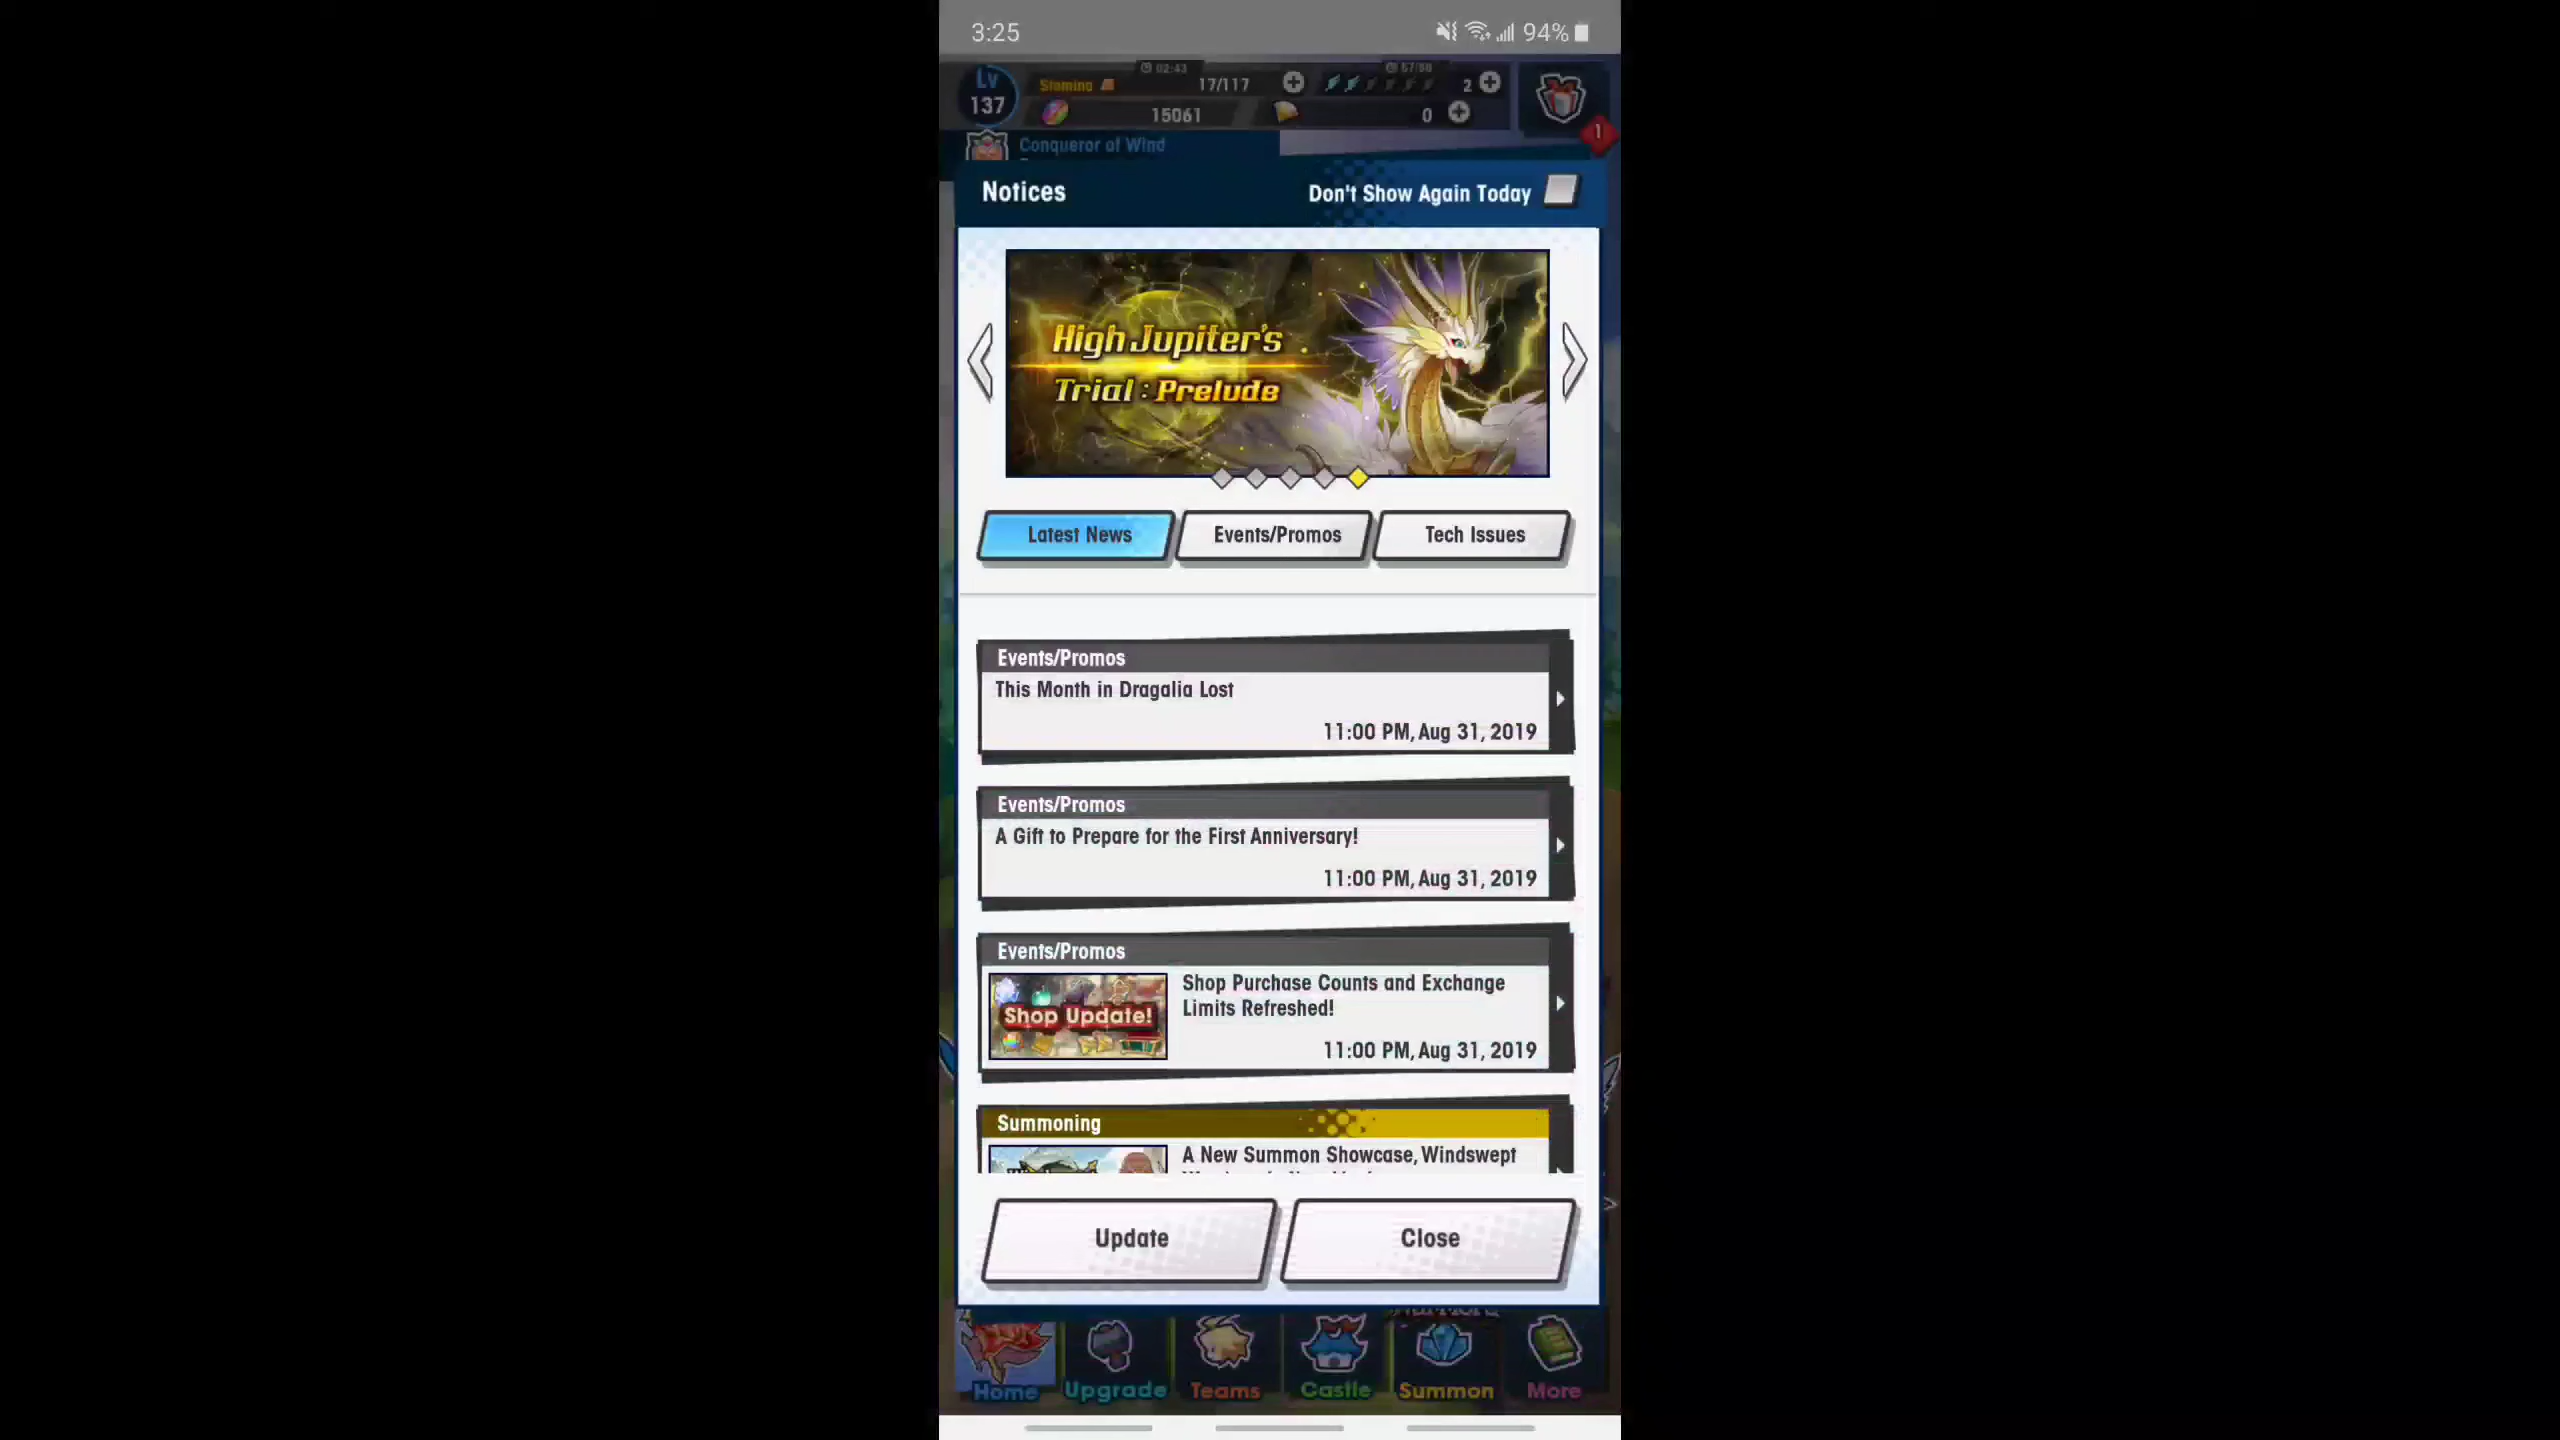 3:25
94%
Lv
137
Stamina
02:43
17/117
2
15061
0
1
Conqueror of Wind
Notices
Don't Show Again Today
High Jupiter's
Trial : Prelude
Latest News
Events/Promos
Tech Issues
Events/Promos
This Month in Dragalia Lost
11:00 PM, Aug 31, 2019
Events/Promos
A Gift to Prepare for the First Anniversary!
11:00 PM, Aug 31, 2019
Events/Promos
Shop Update!
Shop Purchase Counts and Exchange
Limits Refreshed!
11:00 PM, Aug 31, 2019
Summoning
A New Summon Showcase, Windswept
Update
Close
Home
Upgrade
Teams
Castle
Summon
More